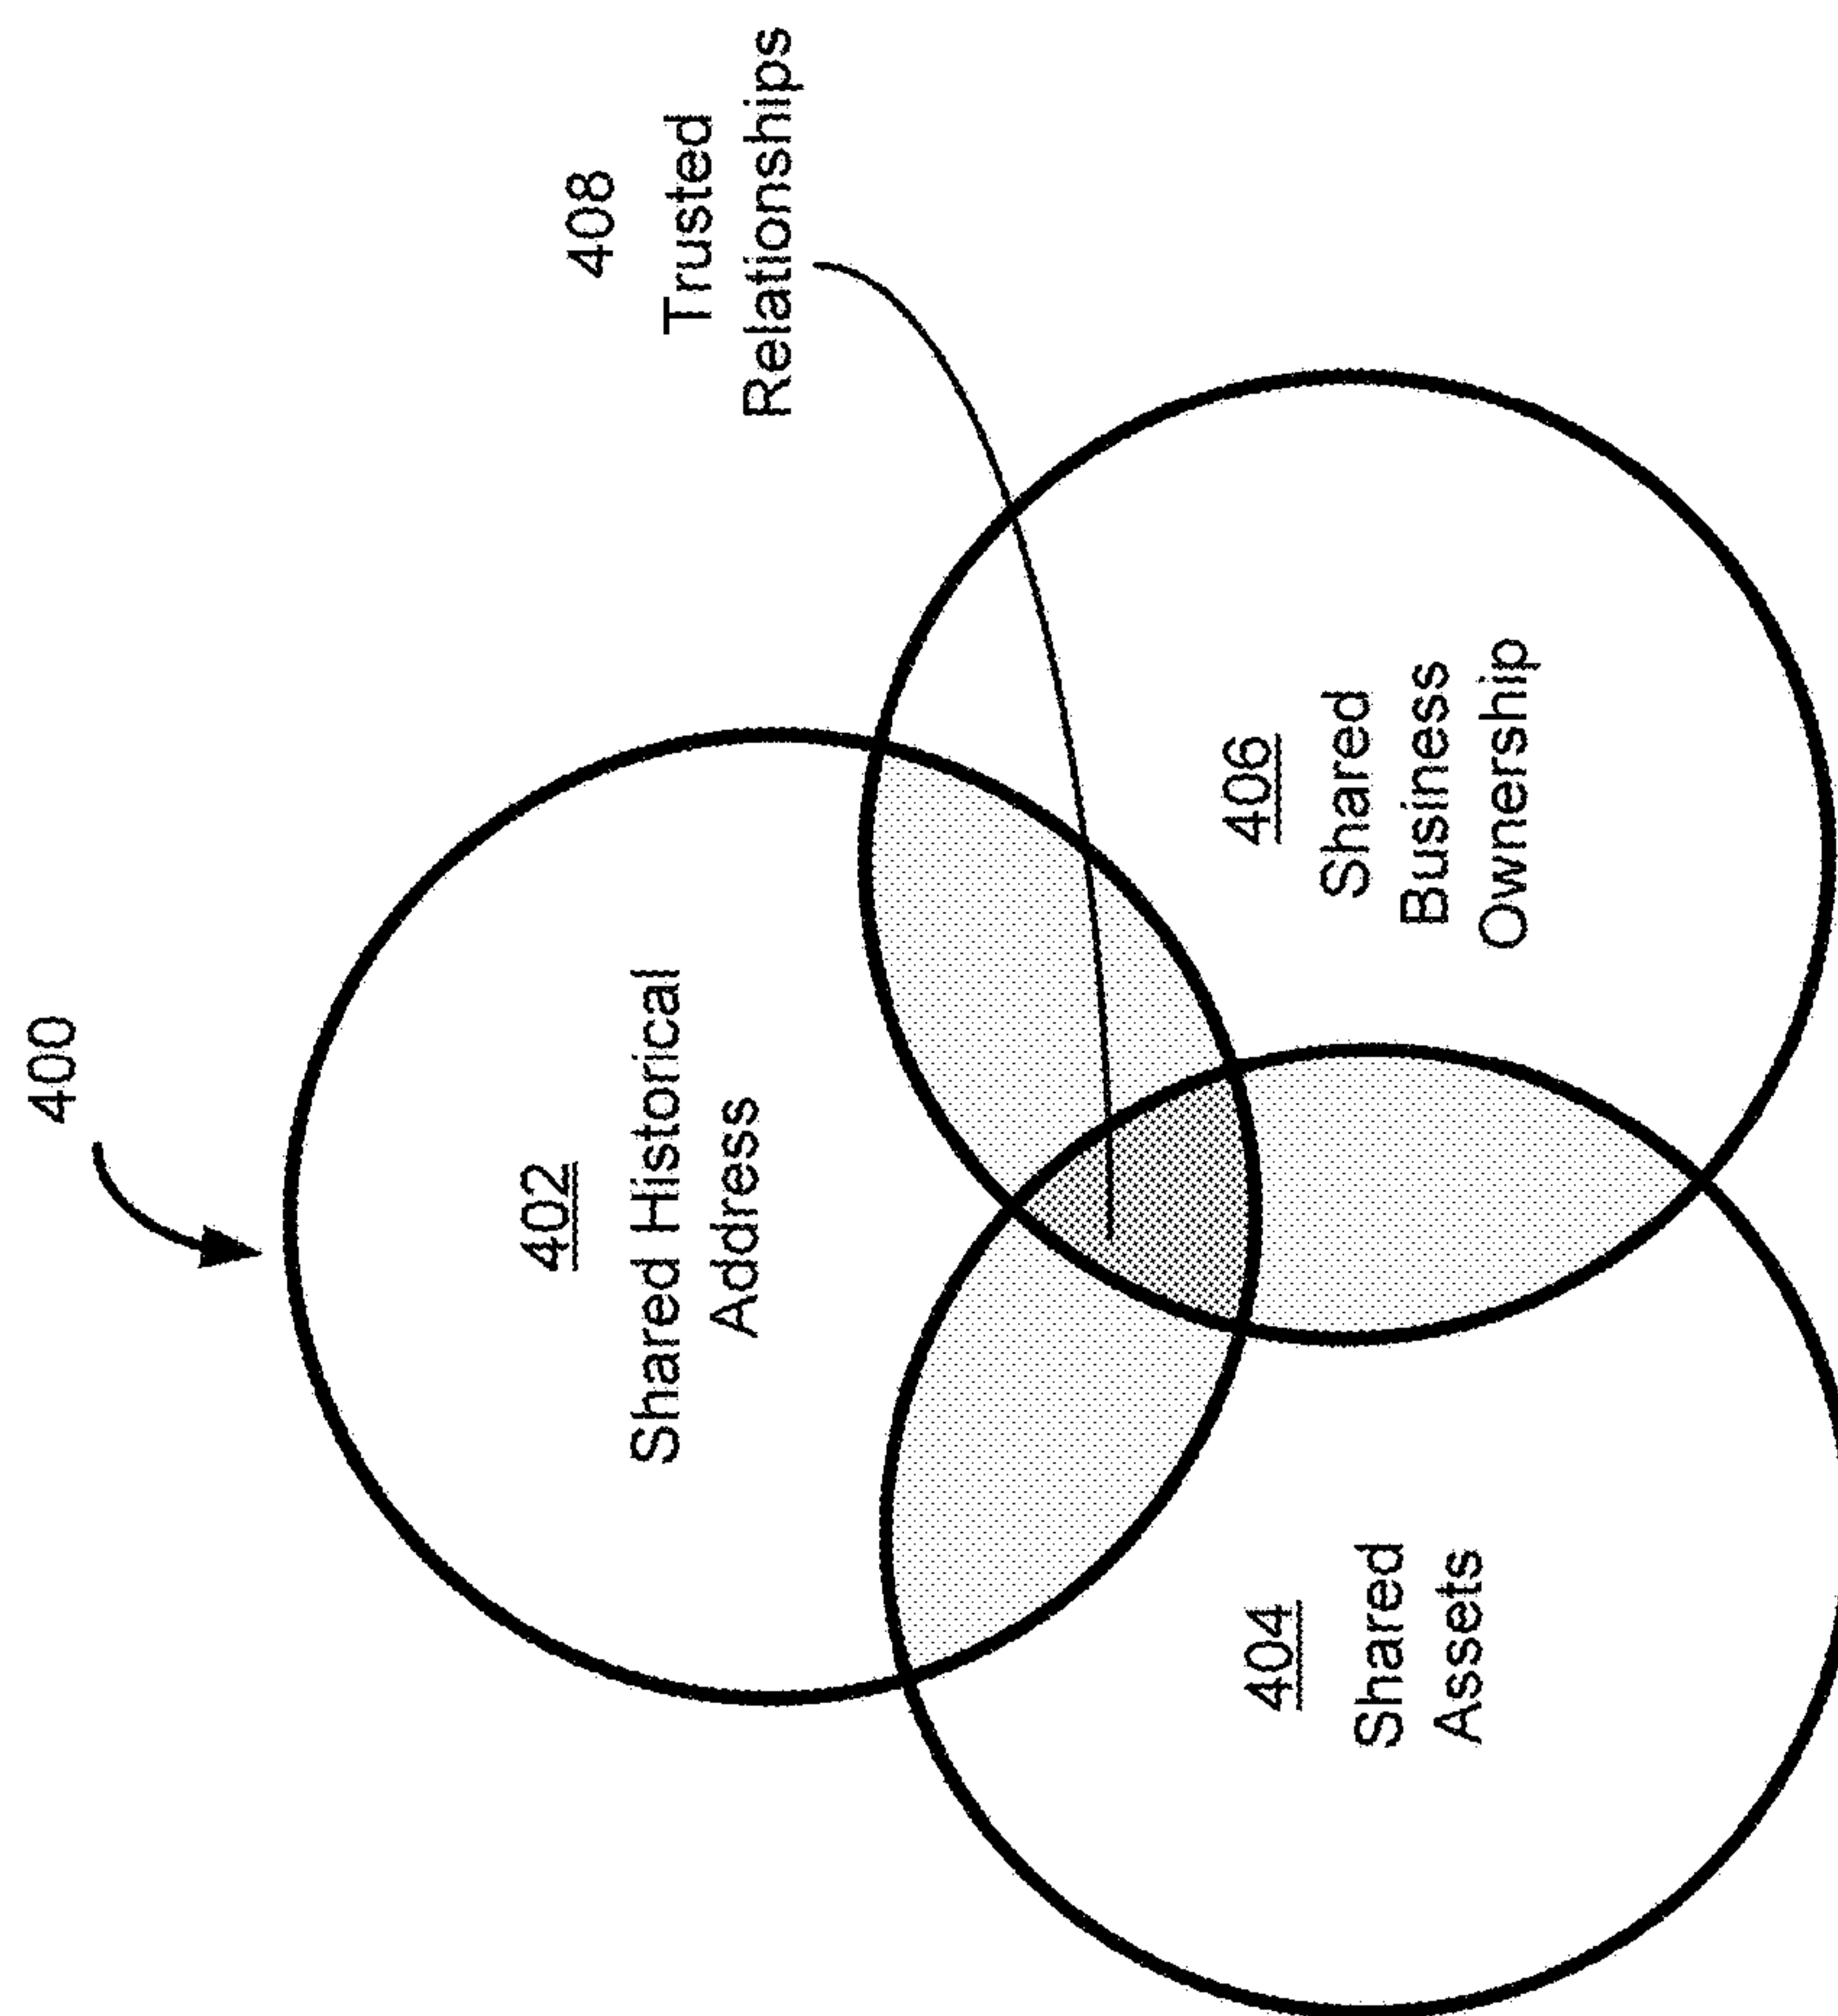 400
402
Shared Historical
Address
408
Trusted
Relationships
404
Shared
Assets
406
Shared
Business
Ownership